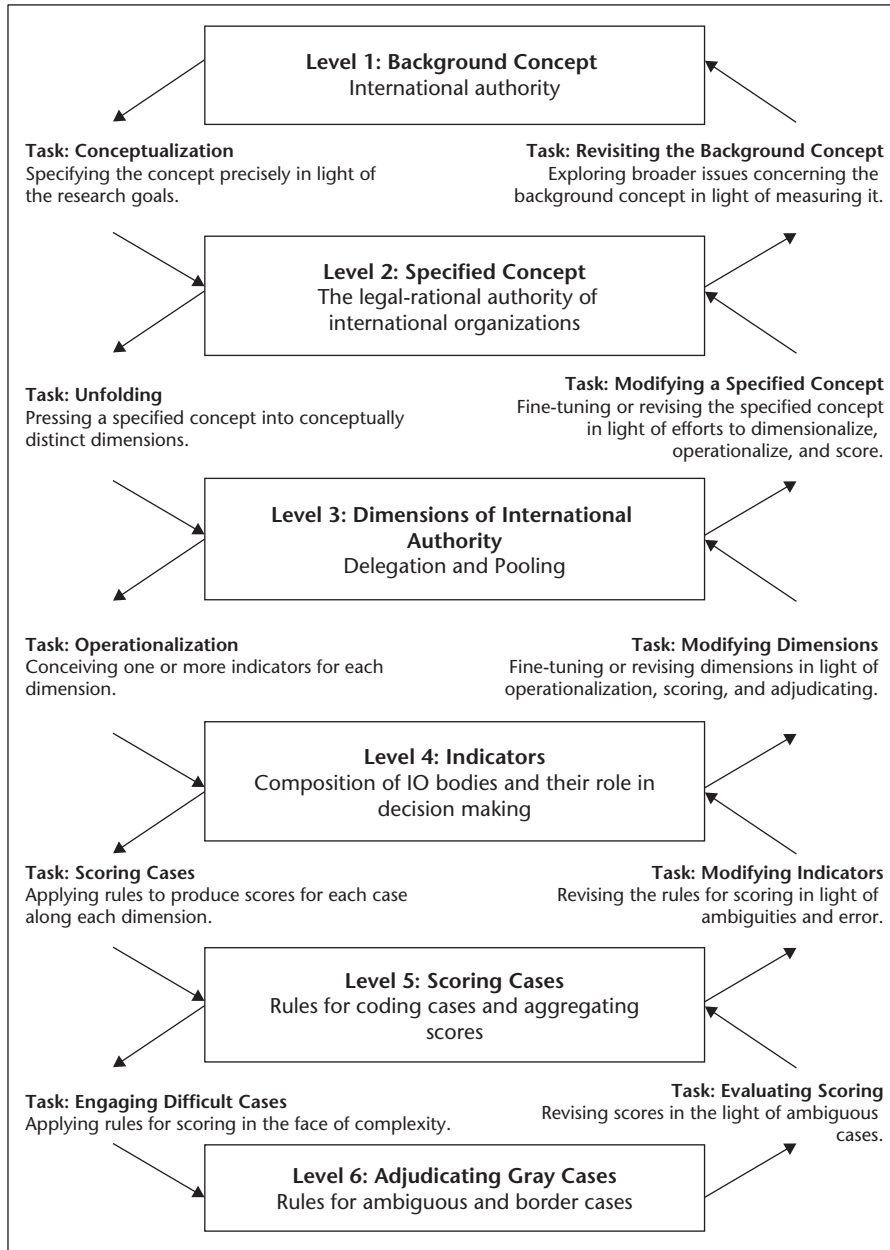 Level 1: Background Concept
International authority
Task: Conceptualization
Specifying the concept precisely in light of
the research goals.
Task: Revisiting the Background Concept
Exploring broader issues concerning the
background concept in light of measuring it.
Level 2: Specified Concept
The legal-rational authority of
international organizations
Task: Unfolding
Pressing a specified concept into conceptually
distinct dimensions.
Task: Modifying a Specified Concept
Fine-tuning or revising the specified concept
in light of efforts to dimensionalize,
operationalize, and score.
Level 3: Dimensions of International
Authority
Delegation and Pooling
Task: Operationalization
Conceiving one or more indicators for each
dimension.
Task: Modifying Dimensions
Fine-tuning or revising dimensions in light of
operationalization, scoring, and adjudicating.
Level 4: Indicators
Composition of IO bodies and their role in
decision making
Task: Scoring Cases
Applying rules to produce scores for each case
along each dimension.
Task: Modifying Indicators
Revising the rules for scoring in light of
ambiguities and error.
Level 5: Scoring Cases
Rules for coding cases and aggregating
scores
Task: Engaging Difficult Cases
Applying rules for scoring in the face of complexity.
Task: Evaluating Scoring
Revising scores in the light of ambiguous
cases.
Level 6: Adjudicating Gray Cases
Rules for ambiguous and border cases